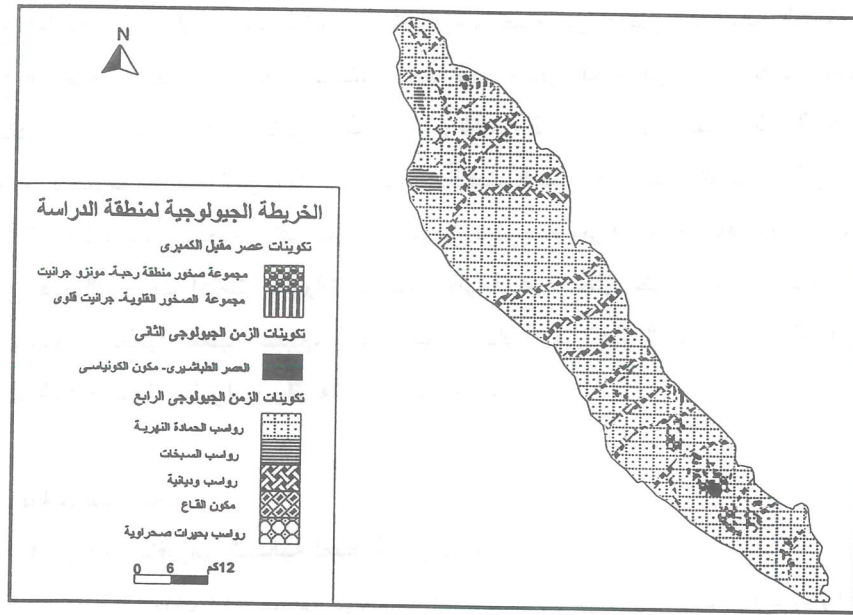 N
الخريطة الجيولوجية لمنطقة الدراسة
تكوينات عصر مقبل الكمبرى
مجموعة صخور منطقة رحبة- مونزو جرانيت
مجموعة الصخور القلوية- جرانيت قلوى
تكوينات الزمن الجيولوجى الثانى
العصر الطباشيرى- مكون الكونياسى
تكوينات الزمن الجيولوجى الرابع
رواسب الحمادة النهرية
رواسب السبخات
رواسب وديانية
مكون القاع
رواسب بحيرات صحراوية
0 6 12كم